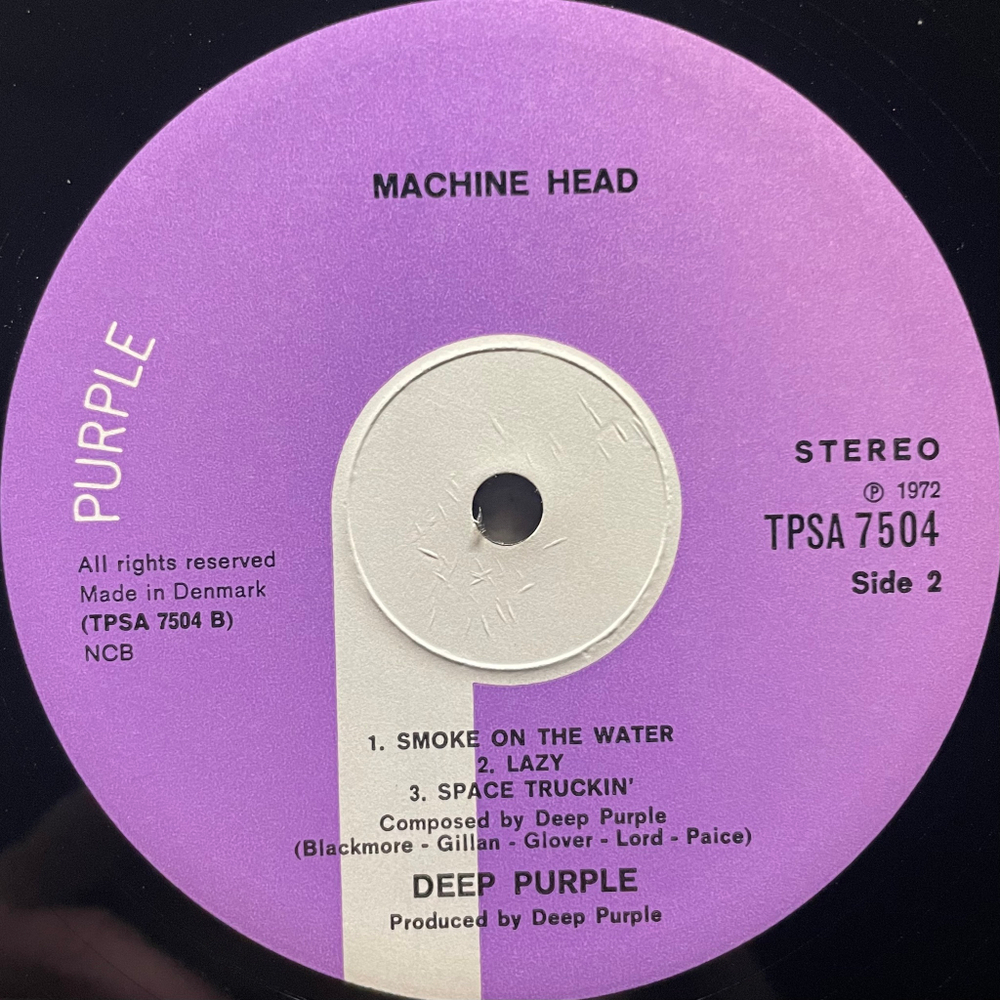 MACHINE HEAD
PURPLE
STEREO
℗ 1972
TPSA 7504
Side 2
All rights reserved
Made in Denmark
(TPSA 7504 B)
NCB
1. SMOKE ON THE WATER
2. LAZY
3. SPACE TRUCKIN'
Composed by Deep Purple
(Blackmore - Gillan - Glover - Lord - Paice)
DEEP PURPLE
Produced by Deep Purple